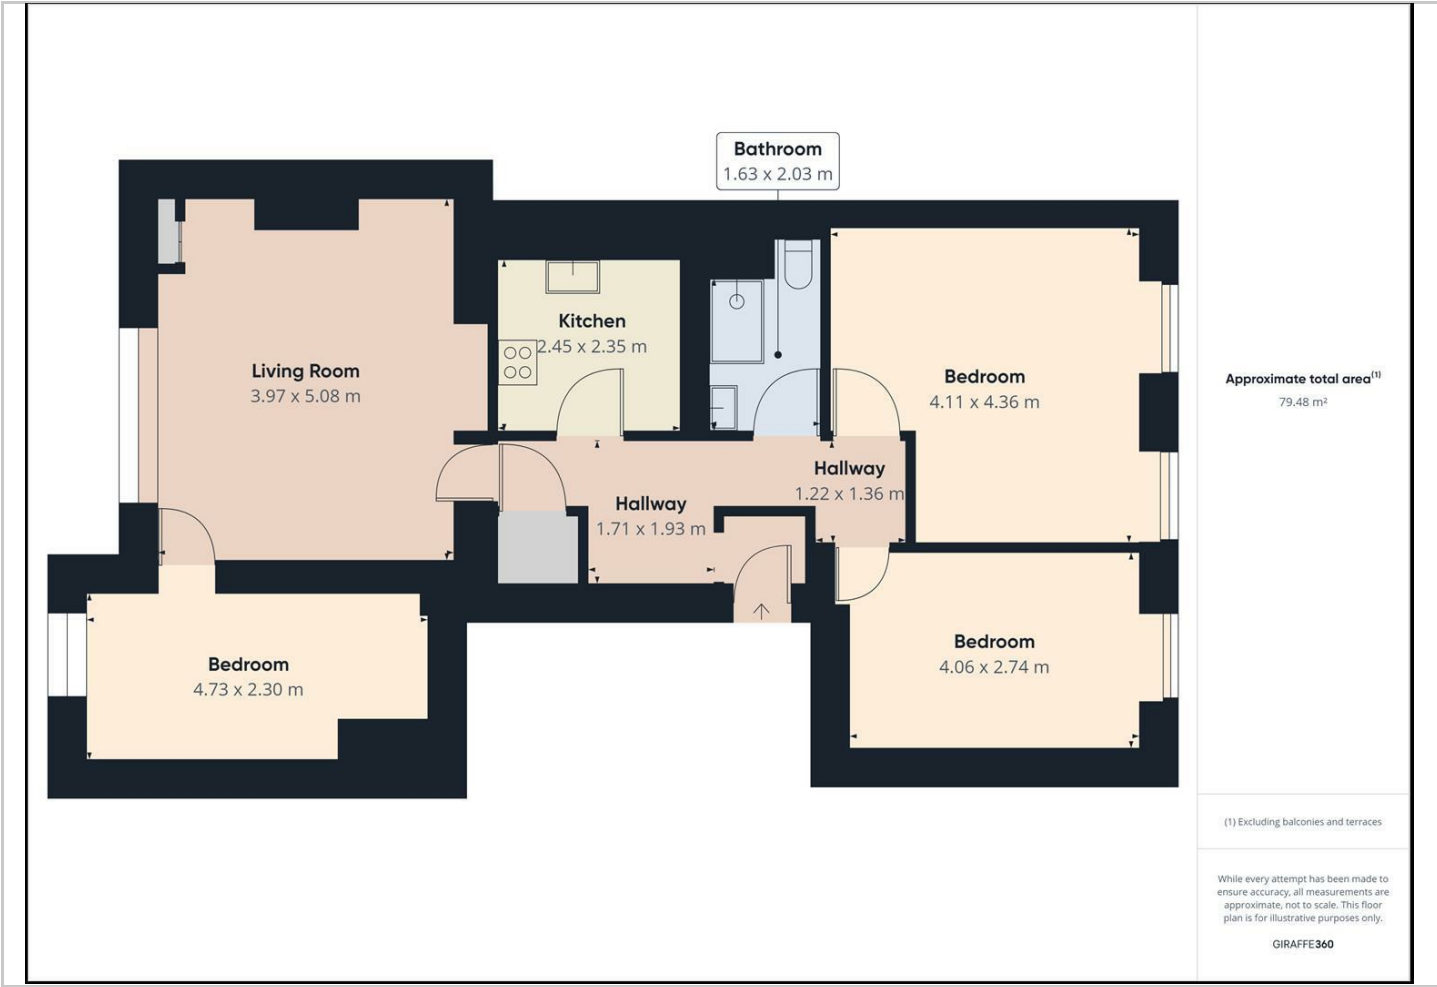 Bathroom
1.63 x 2.03 m
Kitchen
2.45 x 2.35 m
Living Room
3.97 x 5.08 m
Bedroom
4.11 x 4.36 m
Hallway
1.22 x 1.36 m
Hallway
1.71 x 1.93 m
Bedroom
4.73 x 2.30 m
Bedroom
4.06 x 2.74 m
Approximate total area(1)
79.48 m²
(1) Excluding balconies and terraces
While every attempt has been made to
ensure accuracy, all measurements are
approximate, not to scale. This floor
plan is for illustrative purposes only.
GIRAFFE360